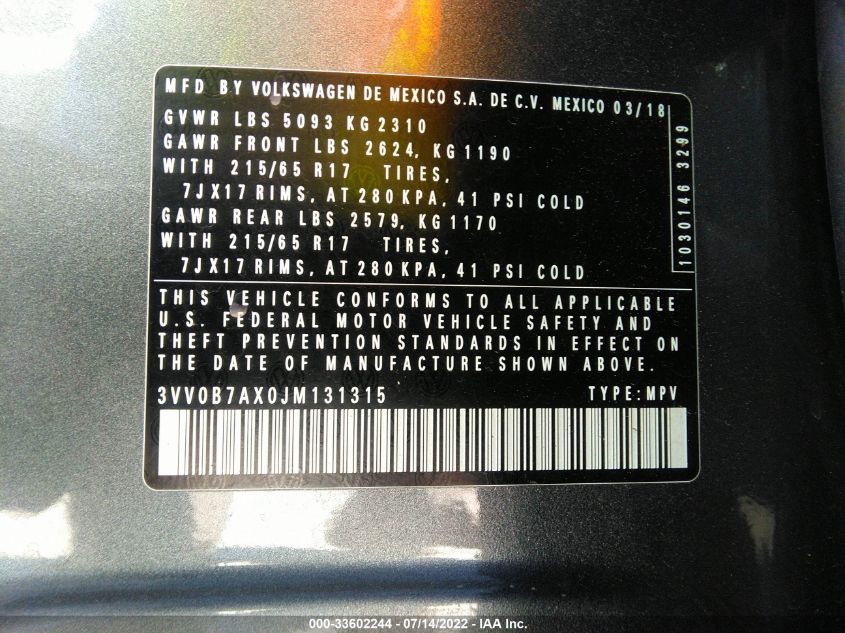 MFD BY VOLKSWAGEN DE MEXICO S.A. DE C.V. MEXICO 03/18
GVWR LBS 5093 KG 2310
GAWR FRONT LBS 2624, KG 1190
WITH 215/65 R17 TIRES,
7JX17 RIMS, AT 280 KPA, 41 PSI COLD
GAWR REAR LBS 2579, KG 1170
WITH 215/65 R17 TIRES,
7JX17 RIMS, AT 280 KPA, 41 PSI COLD
1030146 3299
THIS VEHICLE CONFORMS TO ALL APPLICABLE
U.S. FEDERAL MOTOR VEHICLE SAFETY AND
THEFT PREVENTION STANDARDS IN EFFECT ON
THE DATE OF MANUFACTURE SHOWN ABOVE.
3VV0B7AX0JM131315 TYPE: MPV
000-33602244 - 07/14/2022 - IAA Inc.